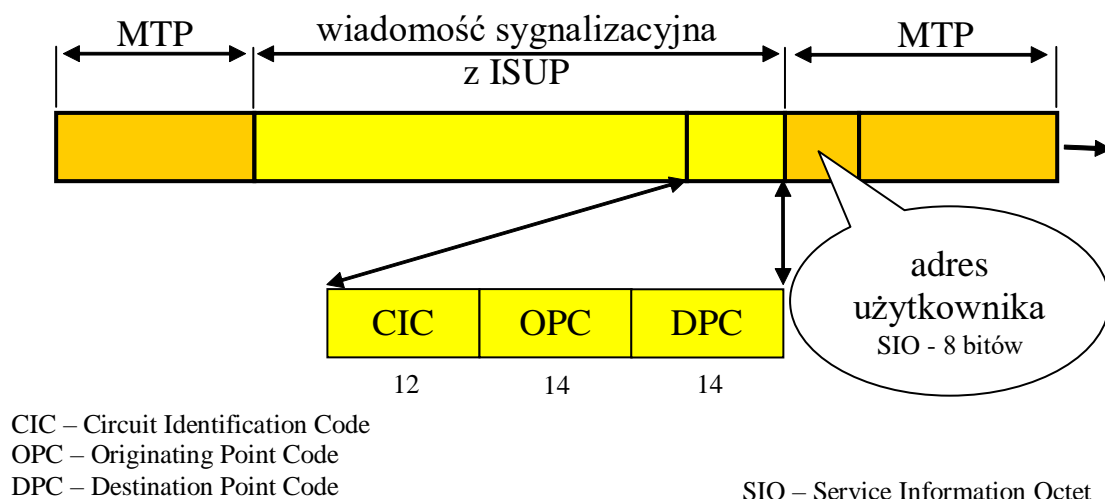 MTP
wiadomość sygnalizacyjna
z ISUP
MTP
adres
użytkownika
SIO - 8 bitów
CIC
OPC
DPC
12
14
14
CIC – Circuit Identification Code
OPC – Originating Point Code
DPC – Destination Point Code
SIO – Service Information Octet